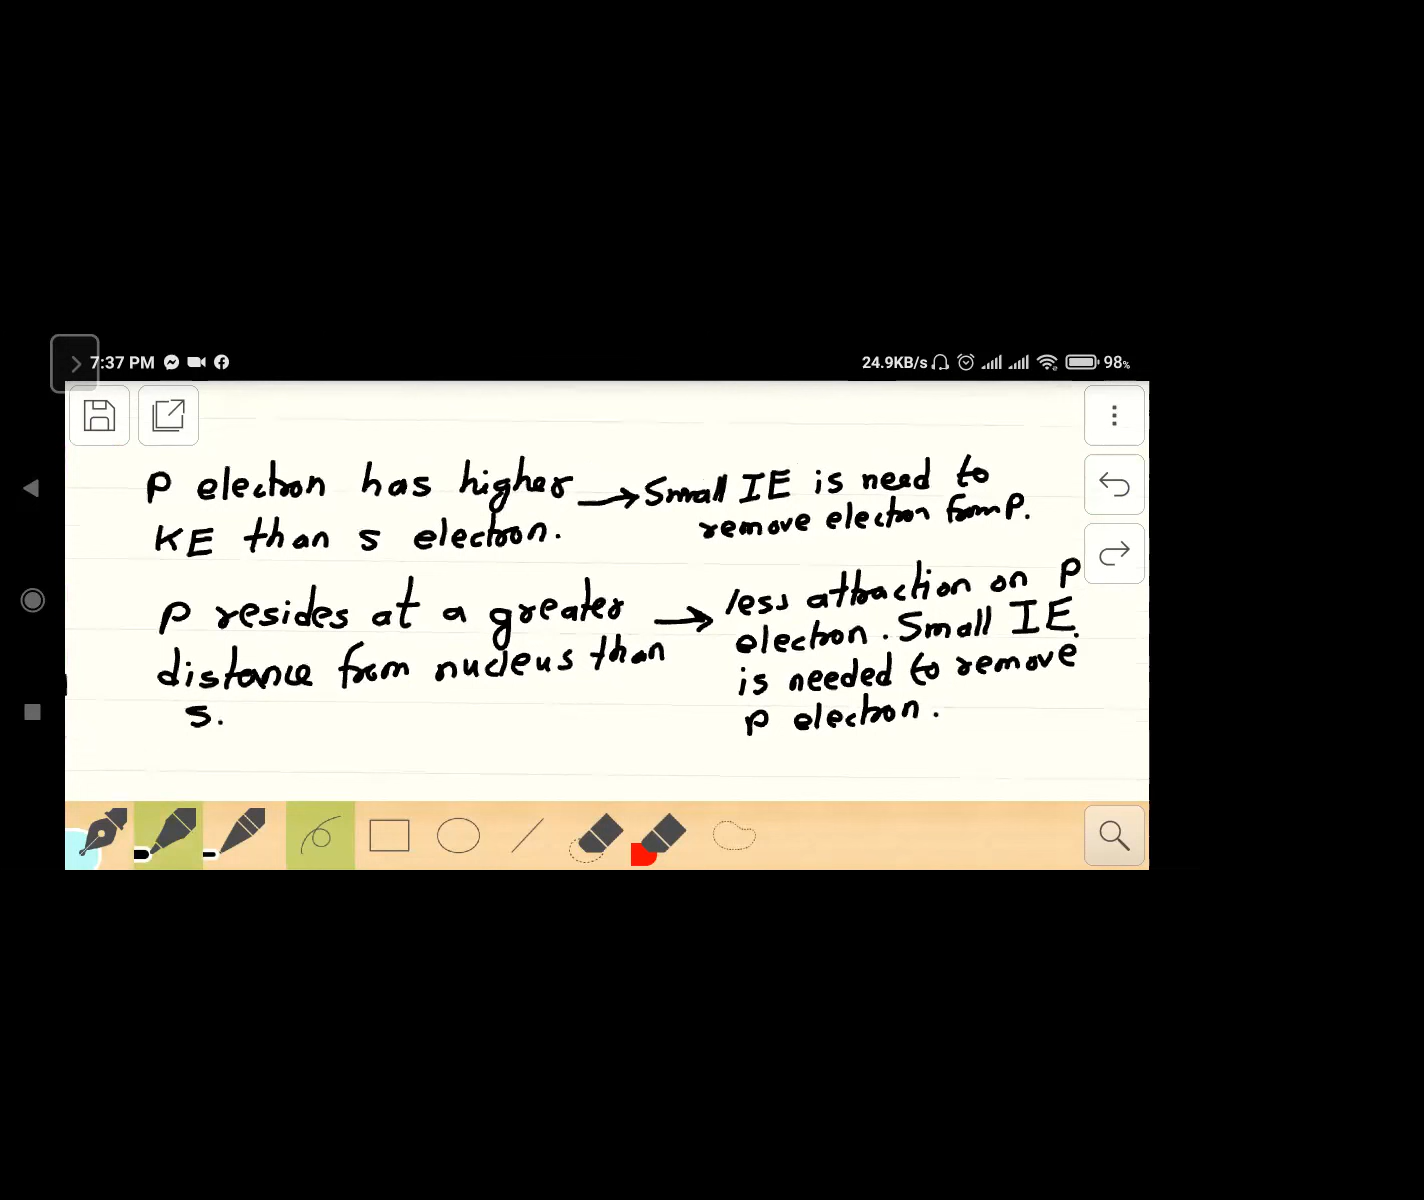 7:37 PM 24.9KB/s 98%
P electron has higher → Small IE is need to
KE than s electron. remove electron from P.
P resides at a greater → less attraction on P
distance from nucleus than electron. Small IE.
s. is needed to remove
P electron.